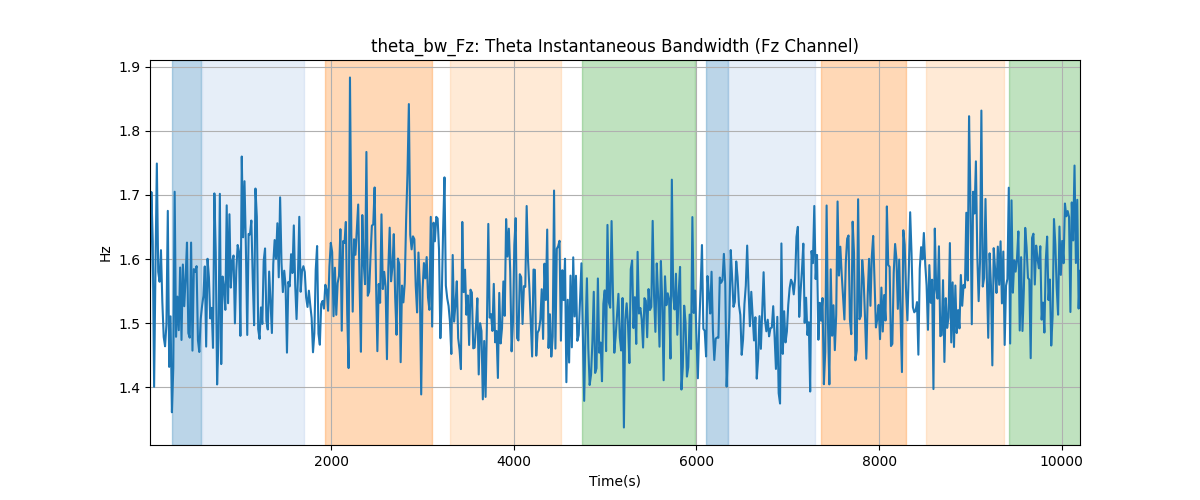 theta_bw_Fz: Theta Instantaneous Bandwidth (Fz Channel)
1.9
1.8
1.7
1.6
1.5
1.4
Hz
2000 4000 6000 8000 10000
Time(s)